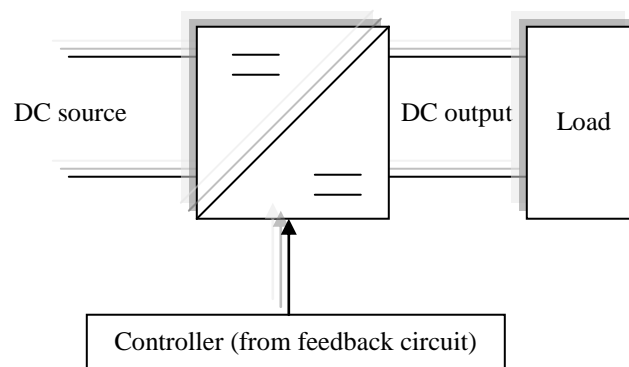 DC source
DC output
Load
Controller (from feedback circuit)